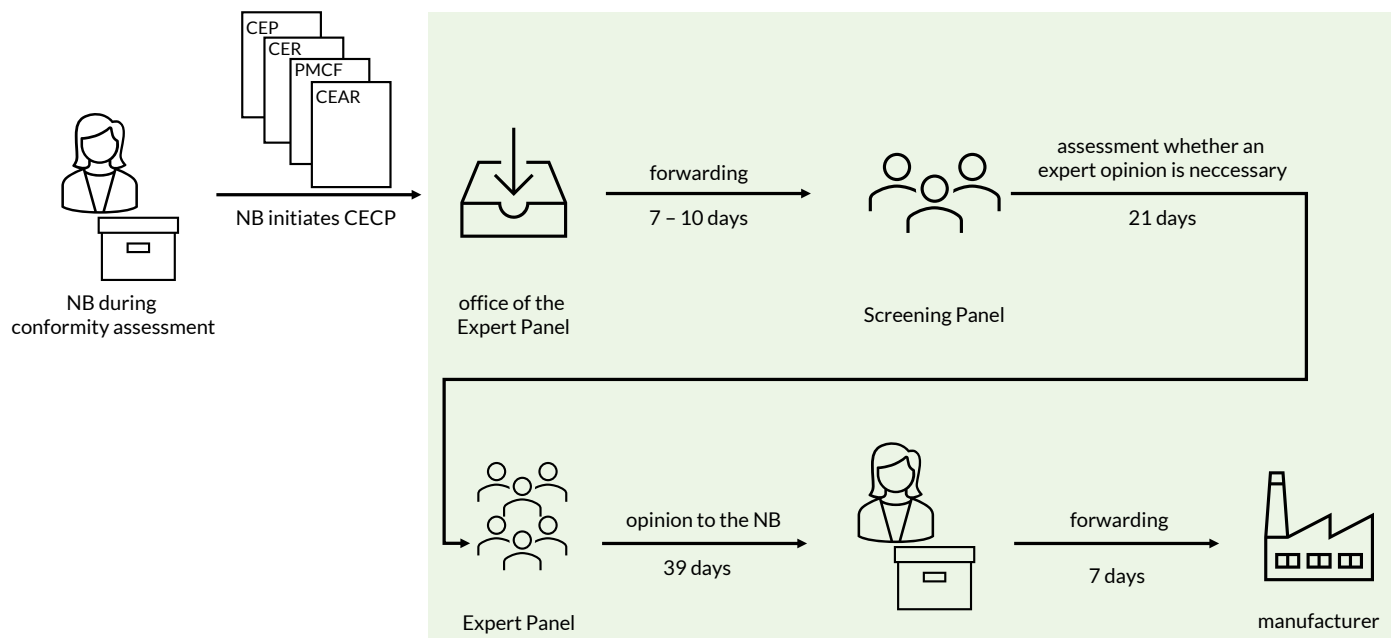 CEP
CER
PMCF
CEAR
NB initiates CECP
NB during
conformity assessment
office of the
Expert Panel
forwarding
7 – 10 days
Screening Panel
assessment whether an
expert opinion is neccessary
21 days
Expert Panel
opinion to the NB
39 days
forwarding
7 days
manufacturer